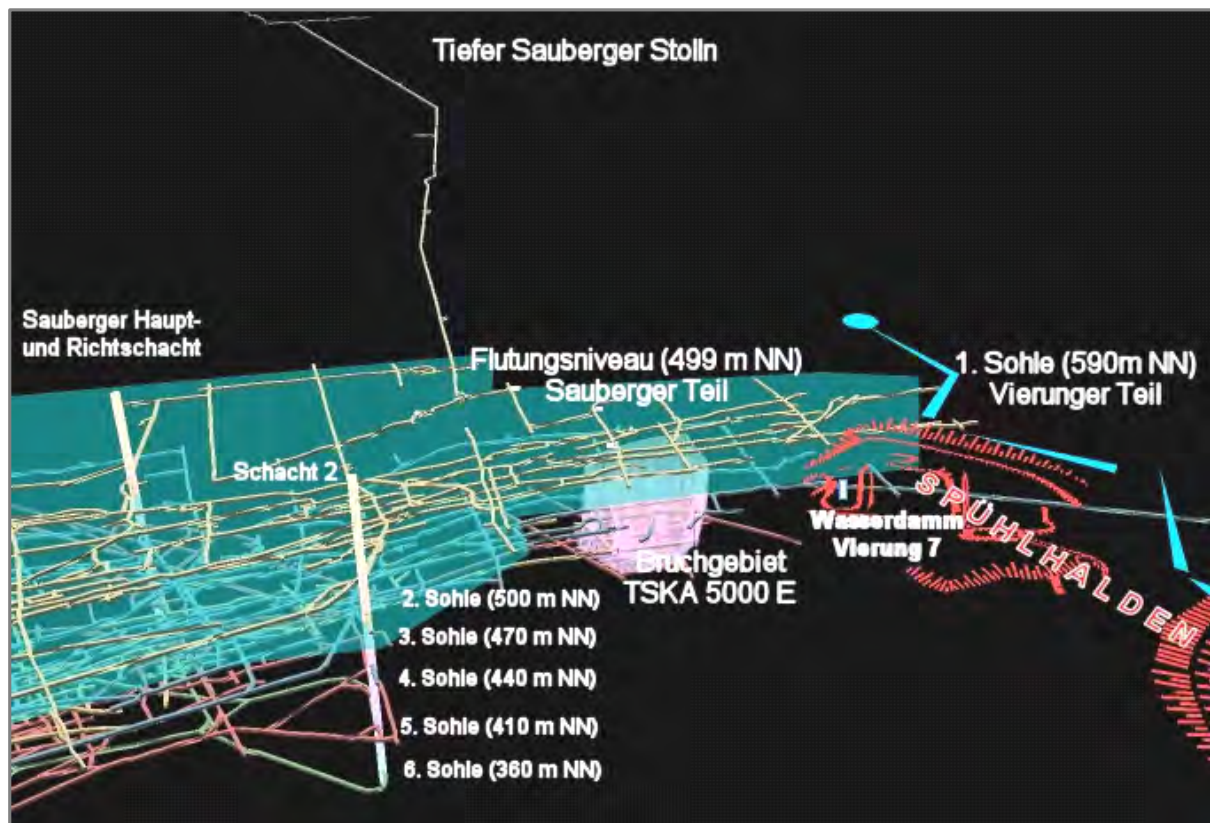 Tiefer Sauberger Stolln
Sauberger Haupt-
und Richtschacht
Flutungsniveau (499 m NN)
Sauberger Teil
1. Sohle (590m NN)
Vierunger Teil
Schacht 2
SPÜHLHALDEN
Wasserdamm
Vierung 7
Bruchgebiet
TSKA 5000 E
2. Sohle (500 m NN)
3. Sohle (470 m NN)
4. Sohle (440 m NN)
5. Sohle (410 m NN)
6. Sohle (360 m NN)